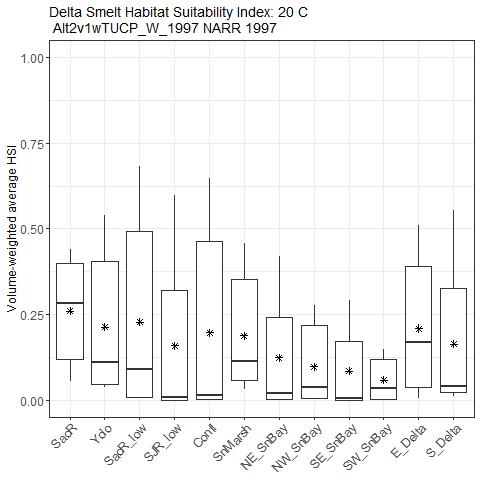 Delta Smelt Habitat Suitability Index: 20 C
Alt2v1wTUCP_W_1997 NARR 1997
Volume-weighted average HSI
1.00
0.75
0.50
0.25
0.00
SacR
Yolo
SacR_low
SJR_low
Confl
SnMarsh
NE_SnBay
NW_SnBay
SE_SnBay
SW_SnBay
E_Delta
S_Delta